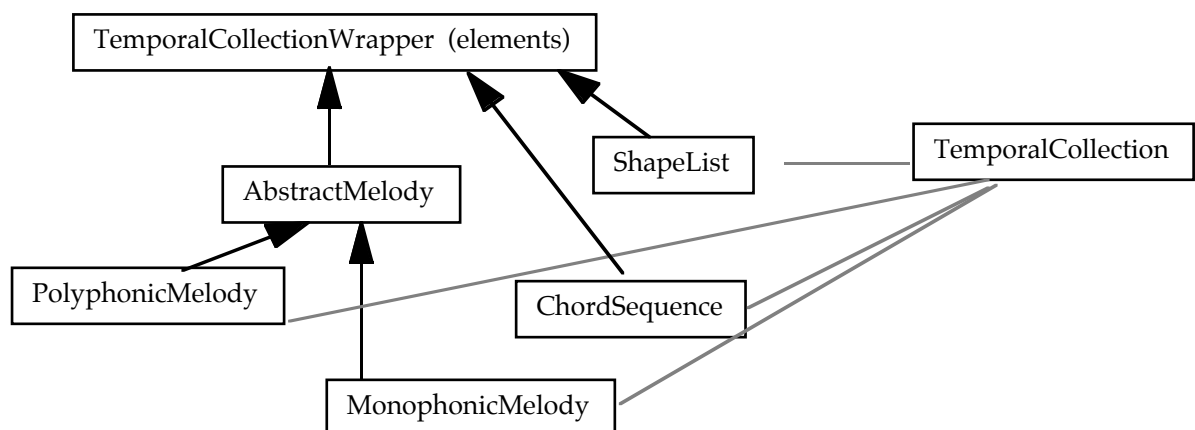 TemporalCollectionWrapper (elements)
ShapeList
TemporalCollection
AbstractMelody
PolyphonicMelody
ChordSequence
MonophonicMelody